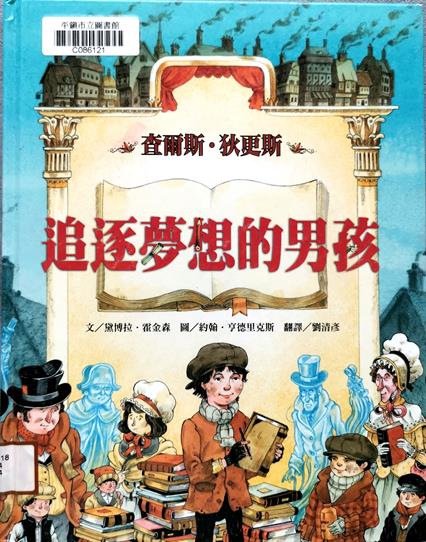 平鎮市立圖書館
C086121
查爾斯・狄更斯
追逐夢想的男孩
文／黛博拉・霍金森 圖／約翰・亨德里克斯 翻譯／劉清彥